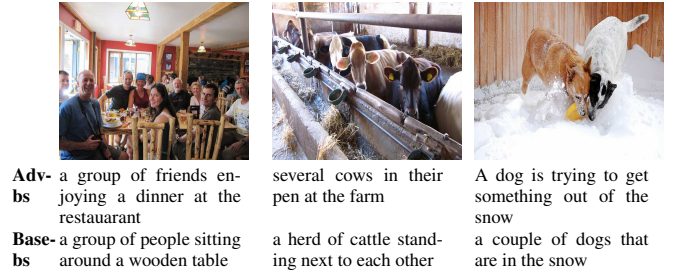 Adv- a group of friends en- several cows in their A dog is trying to get
bs joying a dinner at the pen at the farm something out of the
restauarant snow
Base- a group of people sitting a herd of cattle stand- a couple of dogs that
bs around a wooden table ing next to each other are in the snow